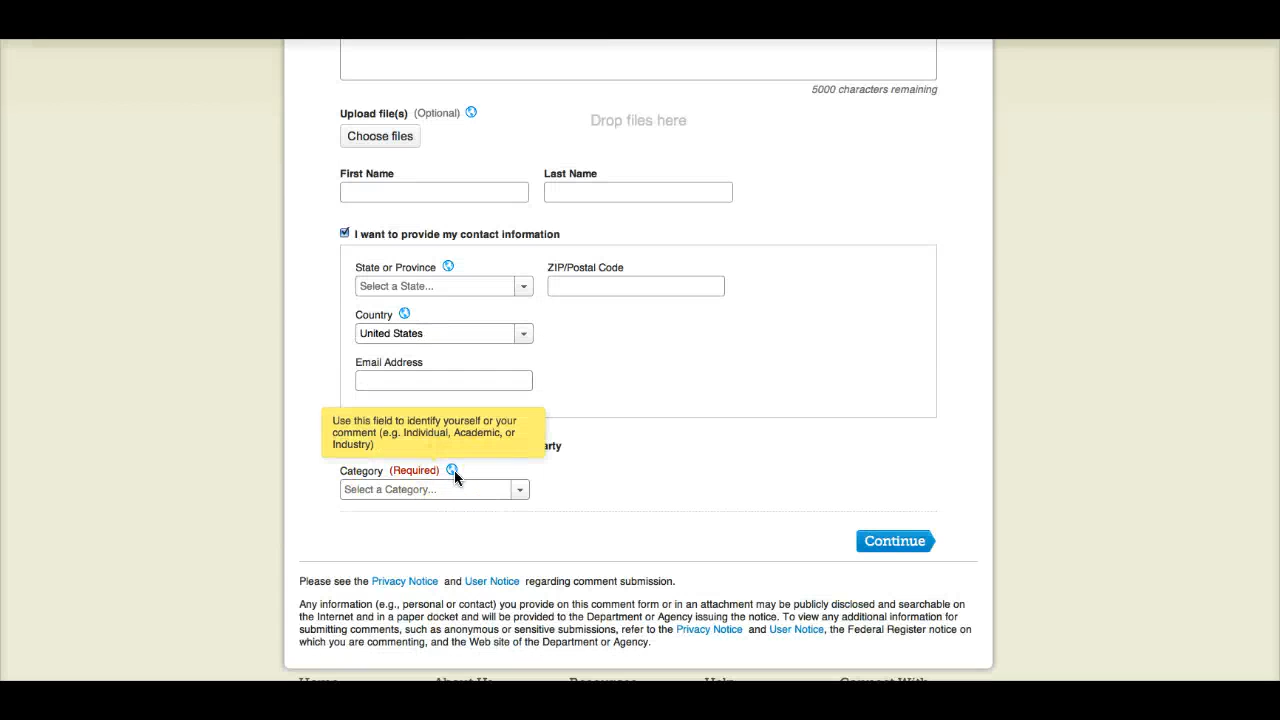 5000 characters remaining
Upload file(s) (Optional)
Drop files here
Choose files
First Name Last Name
I want to provide my contact information
State or Province ZIP/Postal Code
Select a State...
Country
United States
Email Address
Use this field to identify yourself or your
comment (e.g. Individual, Academic, or
Industry)
Category (Required)
Select a Category...
Continue
Please see the Privacy Notice and User Notice regarding comment submission.
Any information (e.g., personal or contact) you provide on this comment form or in an attachment may be publicly disclosed and searchable on
the Internet and in a paper docket and will be provided to the Department or Agency issuing the notice. To view any additional information for
submitting comments, such as anonymous or sensitive submissions, refer to the Privacy Notice and User Notice, the Federal Register notice on
which you are commenting, and the Web site of the Department or Agency.